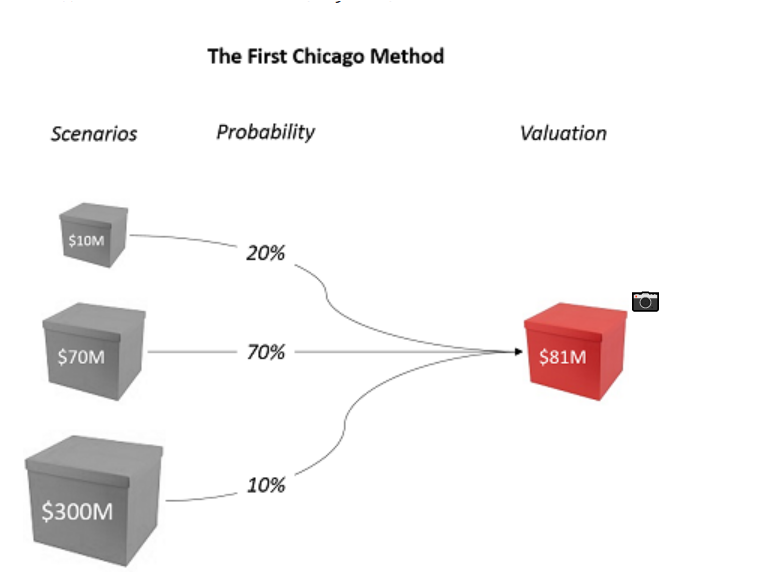 The First Chicago Method
Scenarios Probability Valuation
$10M
20%
$70M 70% $81M
10%
$300M